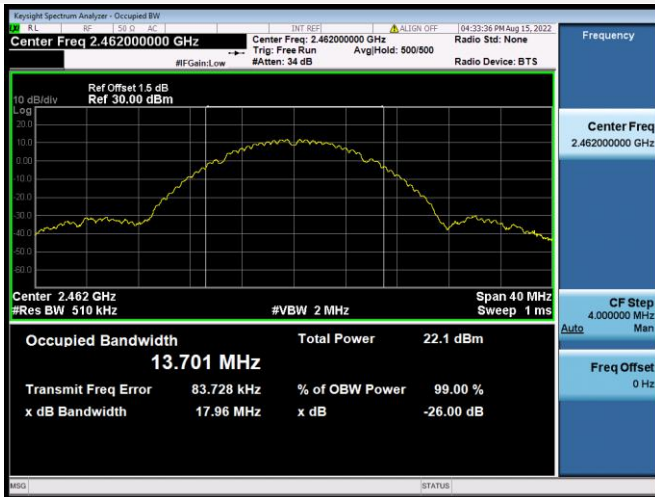 Keysight Spectrum Analyzer - Occupied BW
RL RF 50 Ω AC INT REF ALIGN OFF 04:33:36 PM Aug 15, 2022
Center Freq 2.462000000 GHz Center Freq: 2.462000000 GHz Radio Std: None Frequency
Trig: Free Run Avg|Hold: 500/500
#IFGain:Low #Atten: 34 dB Radio Device: BTS
Ref Offset 1.5 dB
10 dB/div Ref 30.00 dBm
Log
20.0
10.0
0.00
-10.0
-20.0
-30.0
-40.0
-50.0
-60.0
Center Freq
2.462000000 GHz
Center 2.462 GHz Span 40 MHz
#Res BW 510 kHz #VBW 2 MHz Sweep 1 ms
CF Step
4.000000 MHz
Auto Man
Occupied Bandwidth Total Power 22.1 dBm
13.701 MHz
Transmit Freq Error 83.728 kHz % of OBW Power 99.00 %
x dB Bandwidth 17.96 MHz x dB -26.00 dB
Freq Offset
0 Hz
MSG STATUS